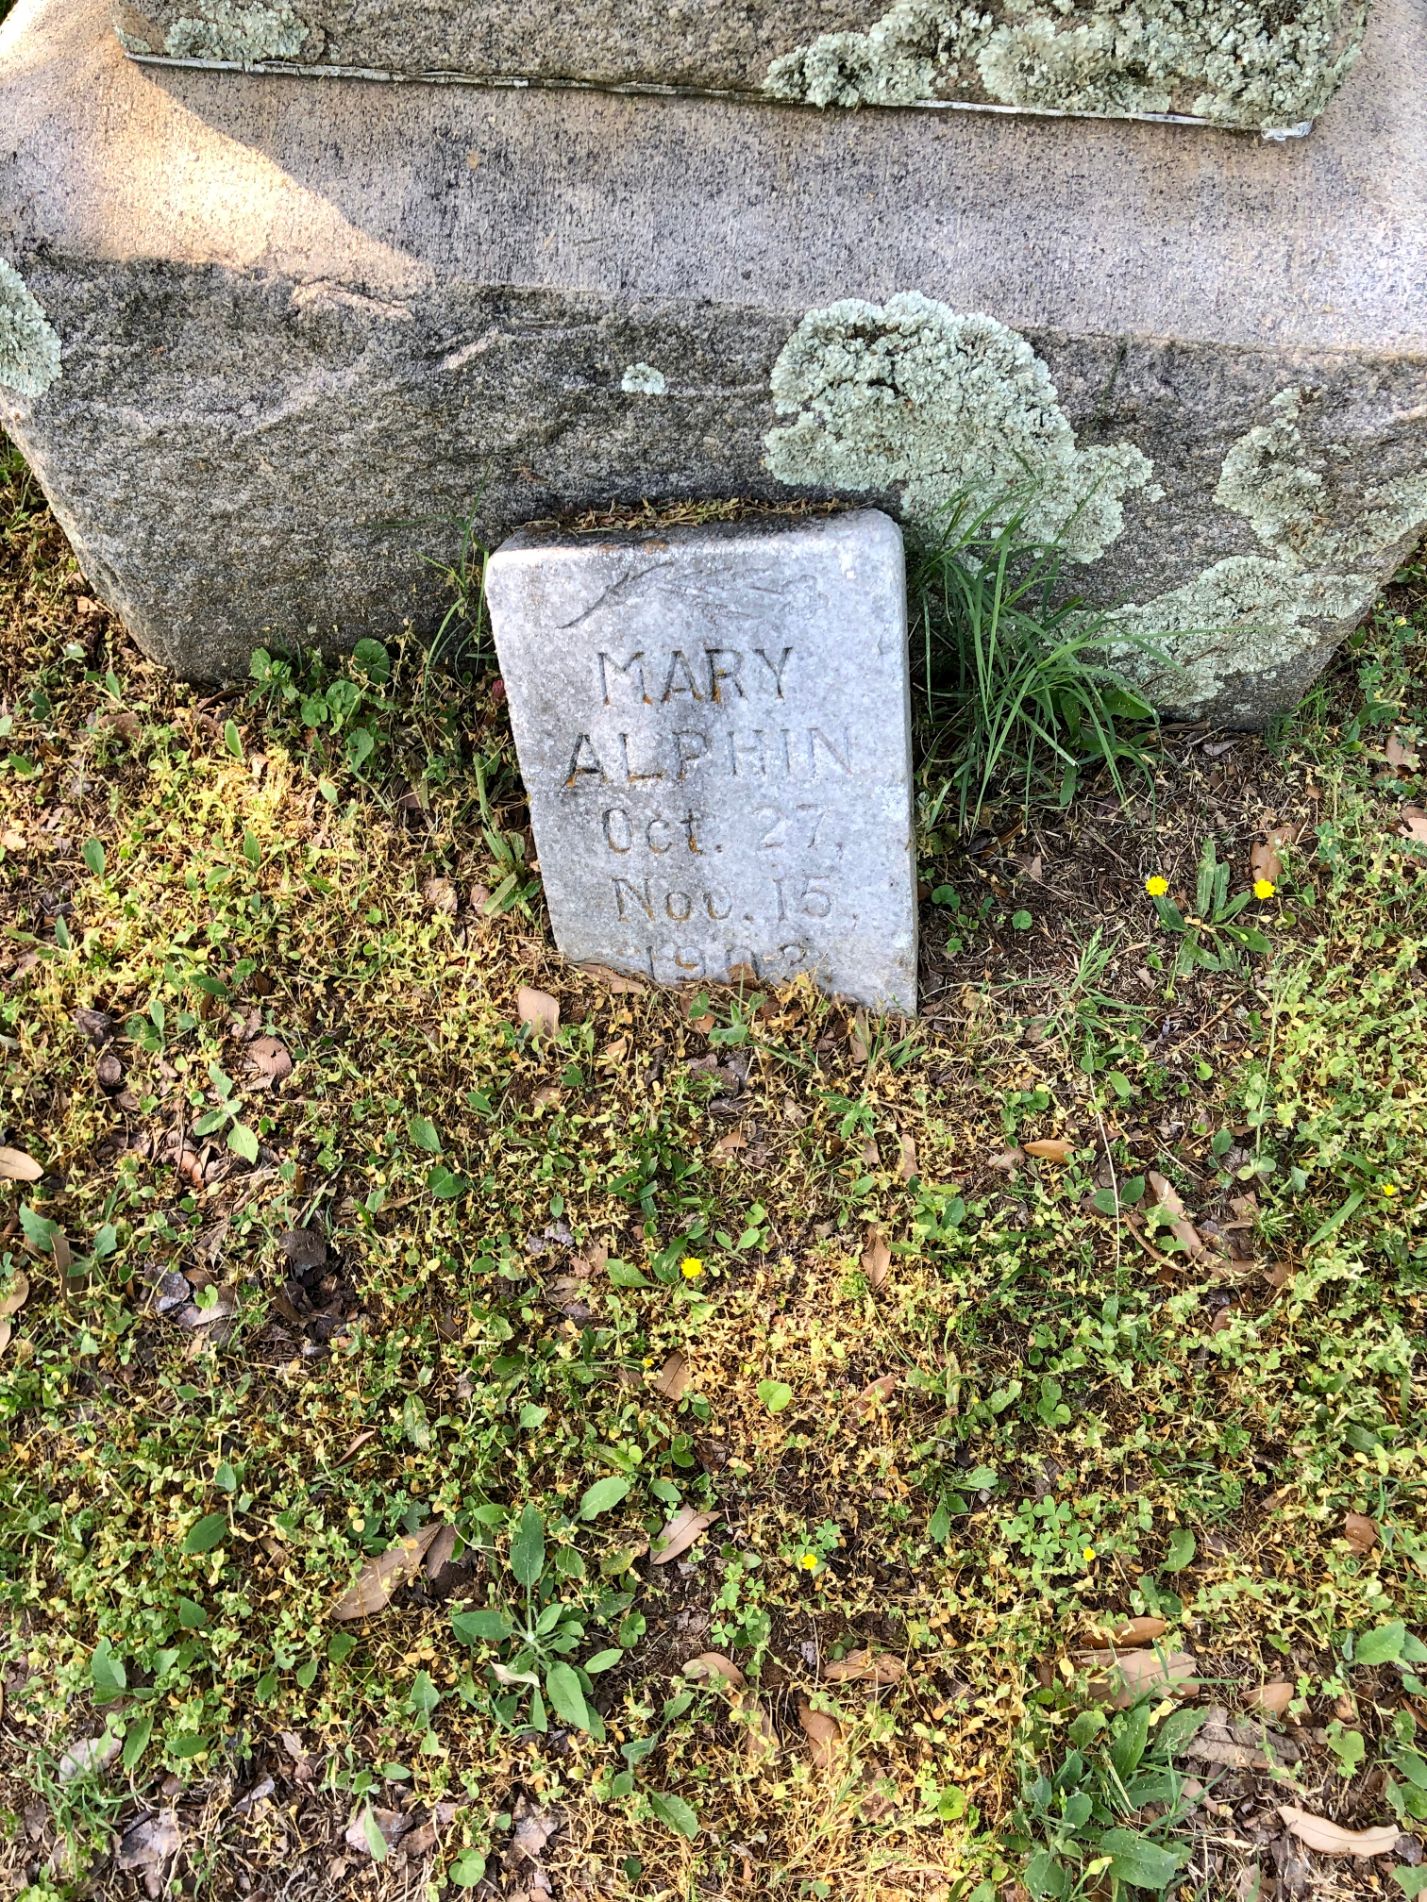 MARY
ALPHIN
Oct. 27,
Nov. 15,